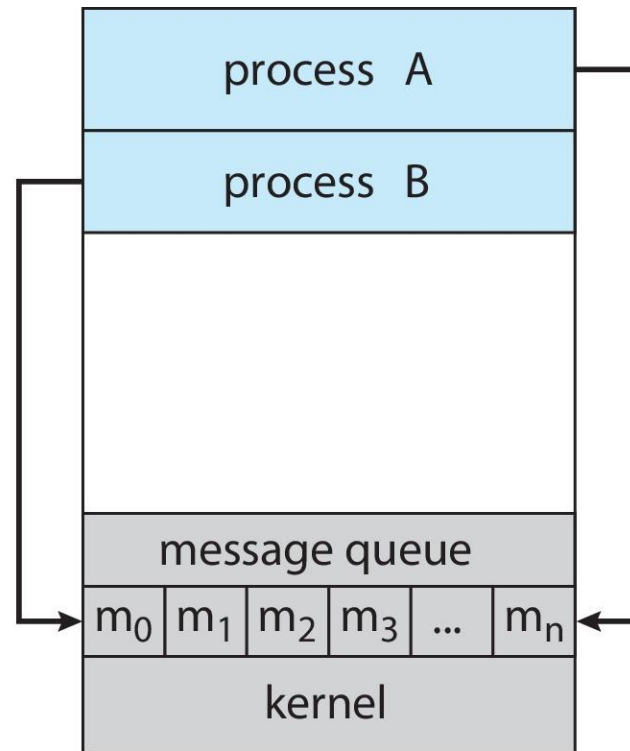 process A
process B
message queue
m₀ m₁ m₂ m₃ ... mₙ
kernel